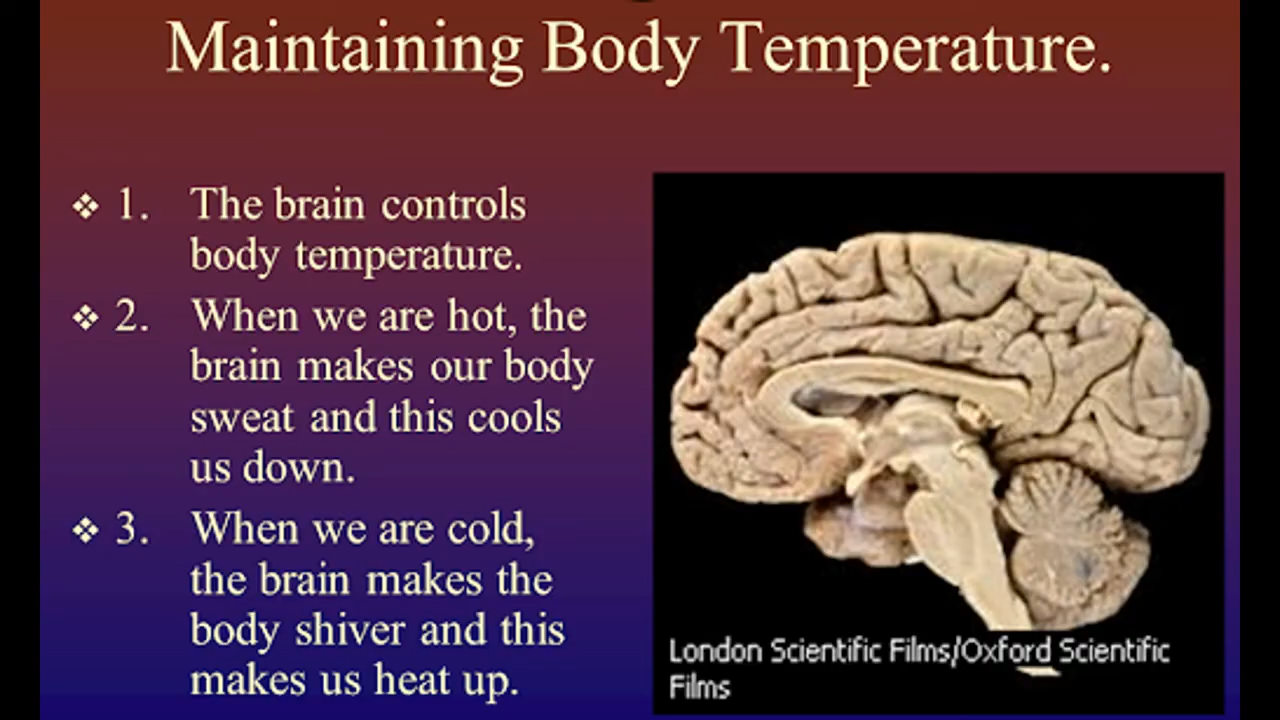 Maintaining Body Temperature.
❖ 1. The brain controls
body temperature.
❖ 2. When we are hot, the
brain makes our body
sweat and this cools
us down.
❖ 3. When we are cold,
the brain makes the
body shiver and this
makes us heat up.
London Scientific Films/Oxford Scientific
Films